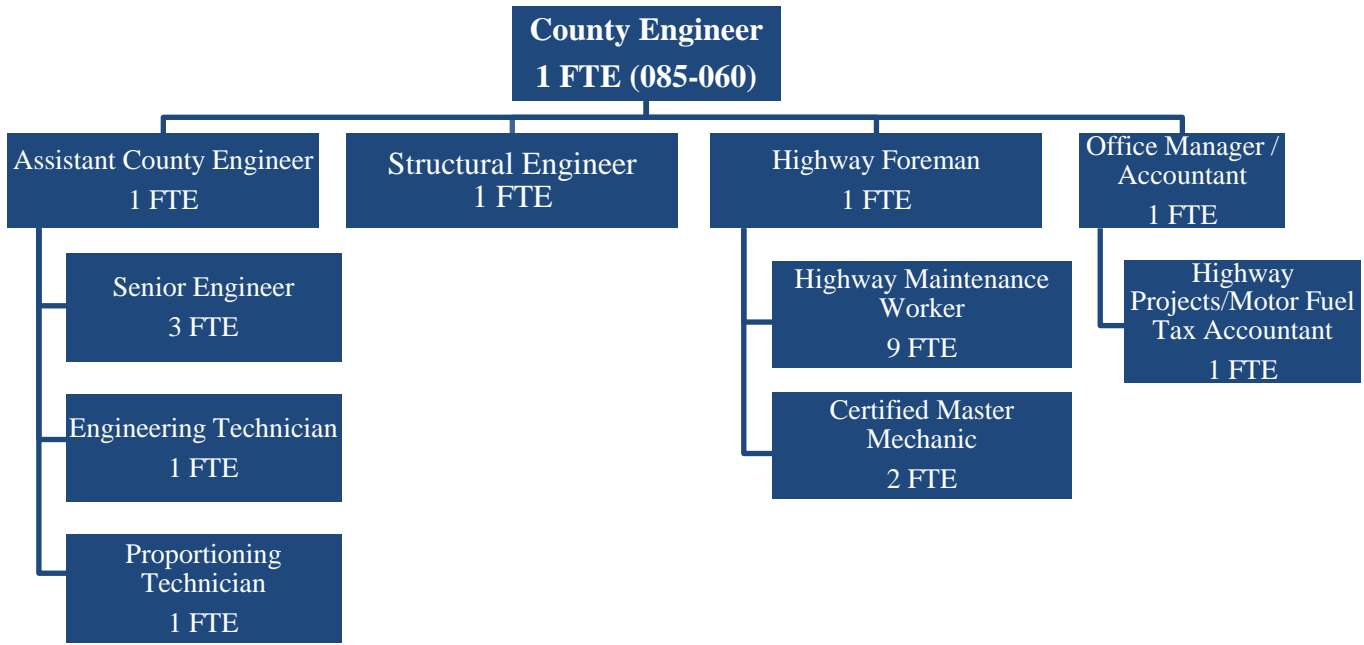 County Engineer
1 FTE (085-060)
Assistant County Engineer
1 FTE
Structural Engineer
1 FTE
Highway Foreman
1 FTE
Office Manager /
Accountant
1 FTE
Senior Engineer
3 FTE
Engineering Technician
1 FTE
Proportioning
Technician
1 FTE
Highway Maintenance
Worker
9 FTE
Certified Master
Mechanic
2 FTE
Highway
Projects/Motor Fuel
Tax Accountant
1 FTE